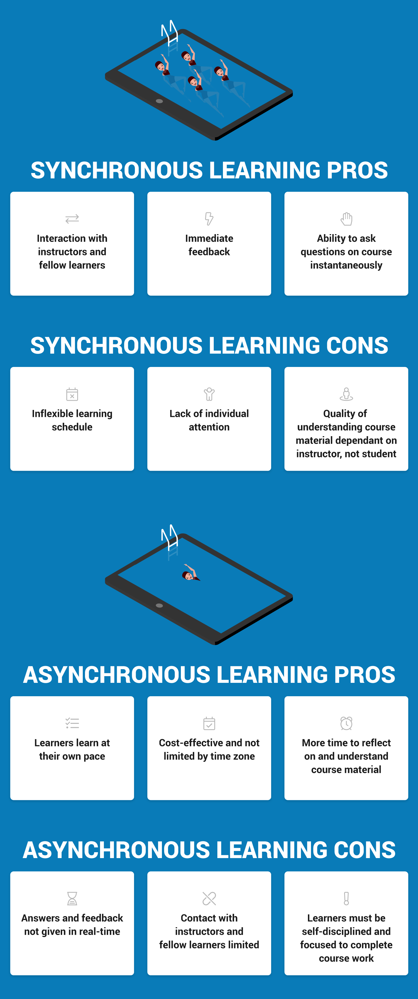 SYNCHRONOUS LEARNING PROS
Interaction with
instructors and
fellow learners
Immediate
feedback
Ability to ask
questions on course
instantaneously
SYNCHRONOUS LEARNING CONS
Inflexible learning
schedule
Lack of individual
attention
Quality of
understanding course
material dependant on
instructor, not student
ASYNCHRONOUS LEARNING PROS
Learners learn at
their own pace
Cost-effective and not
limited by time zone
More time to reflect
on and understand
course material
ASYNCHRONOUS LEARNING CONS
Answers and feedback
not given in real-time
Contact with
instructors and
fellow learners limited
Learners must be
self-disciplined and
focused to complete
course work